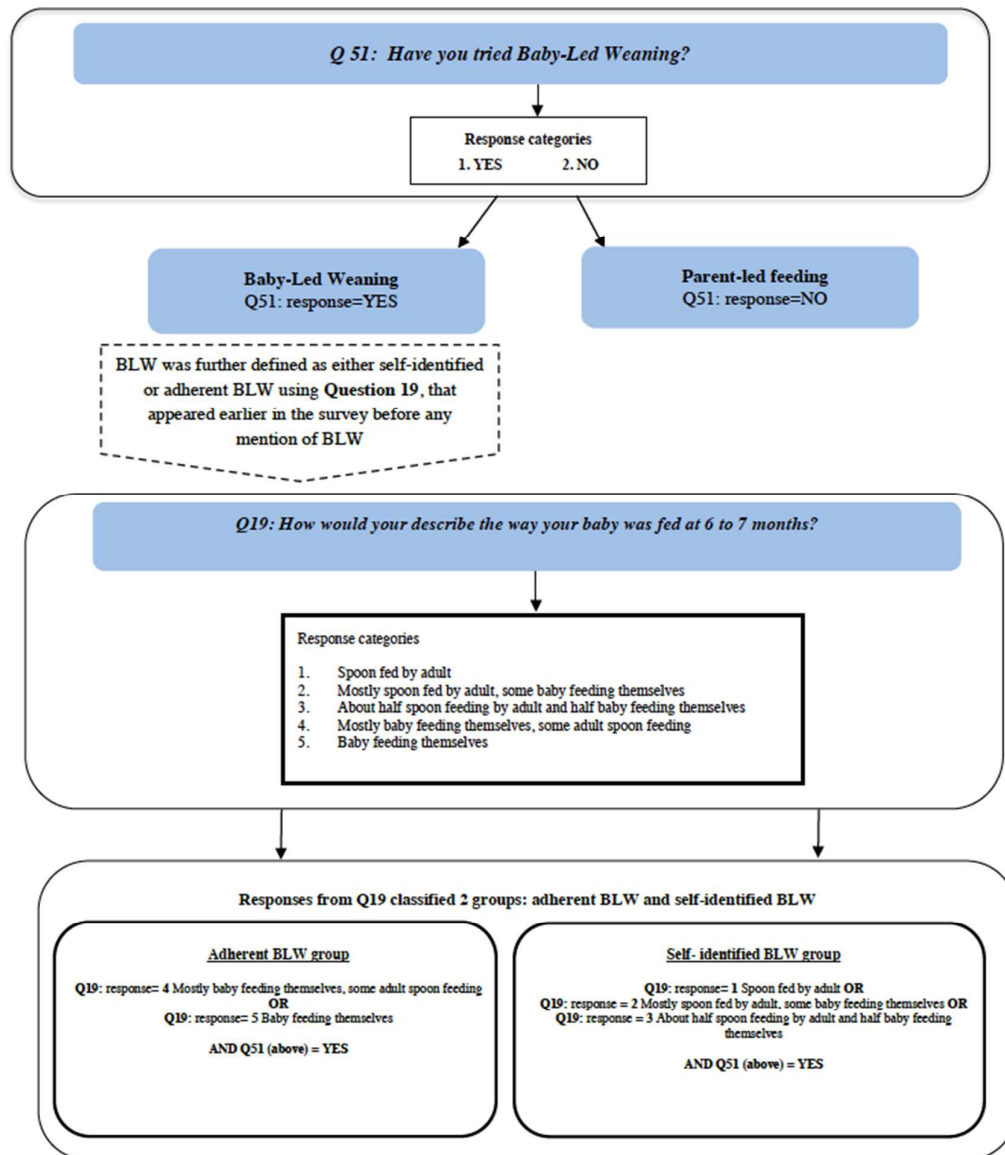 Q 51: Have you tried Baby-Led Weaning?
Response categories
1. YES 2. NO
Baby-Led Weaning
Q51: response=YES
Parent-led feeding
Q51: response=NO
BLW was further defined as either self-identified
or adherent BLW using Question 19, that
appeared earlier in the survey before any
mention of BLW
Q19: How would your describe the way your baby was fed at 6 to 7 months?
Response categories
1. Spoon fed by adult
2. Mostly spoon fed by adult, some baby feeding themselves
3. About half spoon feeding by adult and half baby feeding themselves
4. Mostly baby feeding themselves, some adult spoon feeding
5. Baby feeding themselves
Responses from Q19 classified 2 groups: adherent BLW and self-identified BLW
Adherent BLW group
Q19: response= 4 Mostly baby feeding themselves, some adult spoon feeding
OR
Q19: response= 5 Baby feeding themselves
AND Q51 (above) = YES
Self- identified BLW group
Q19: response= 1 Spoon fed by adult OR
Q19: response = 2 Mostly spoon fed by adult, some baby feeding themselves OR
Q19: response = 3 About half spoon feeding by adult and half baby feeding
themselves
AND Q51 (above) = YES